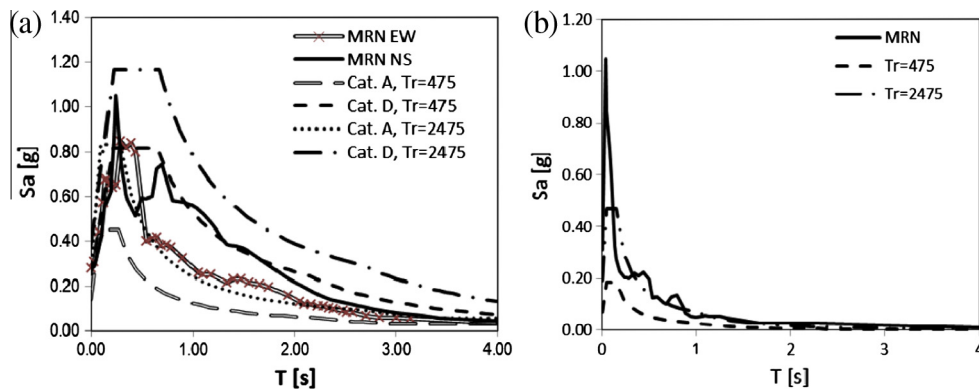 (a)
1.40
1.20
1.00
0.80
0.60
0.40
0.20
0.00
Sa [g]
MRN EW
MRN NS
Cat. A, Tr=475
Cat. D, Tr=475
Cat. A, Tr=2475
Cat. D, Tr=2475
0.00 1.00 2.00 3.00 4.00
T [s]
(b)
1.20
1.00
0.80
0.60
0.40
0.20
0.00
Sa [g]
MRN
Tr=475
Tr=2475
0 1 2 3 4
T [s]